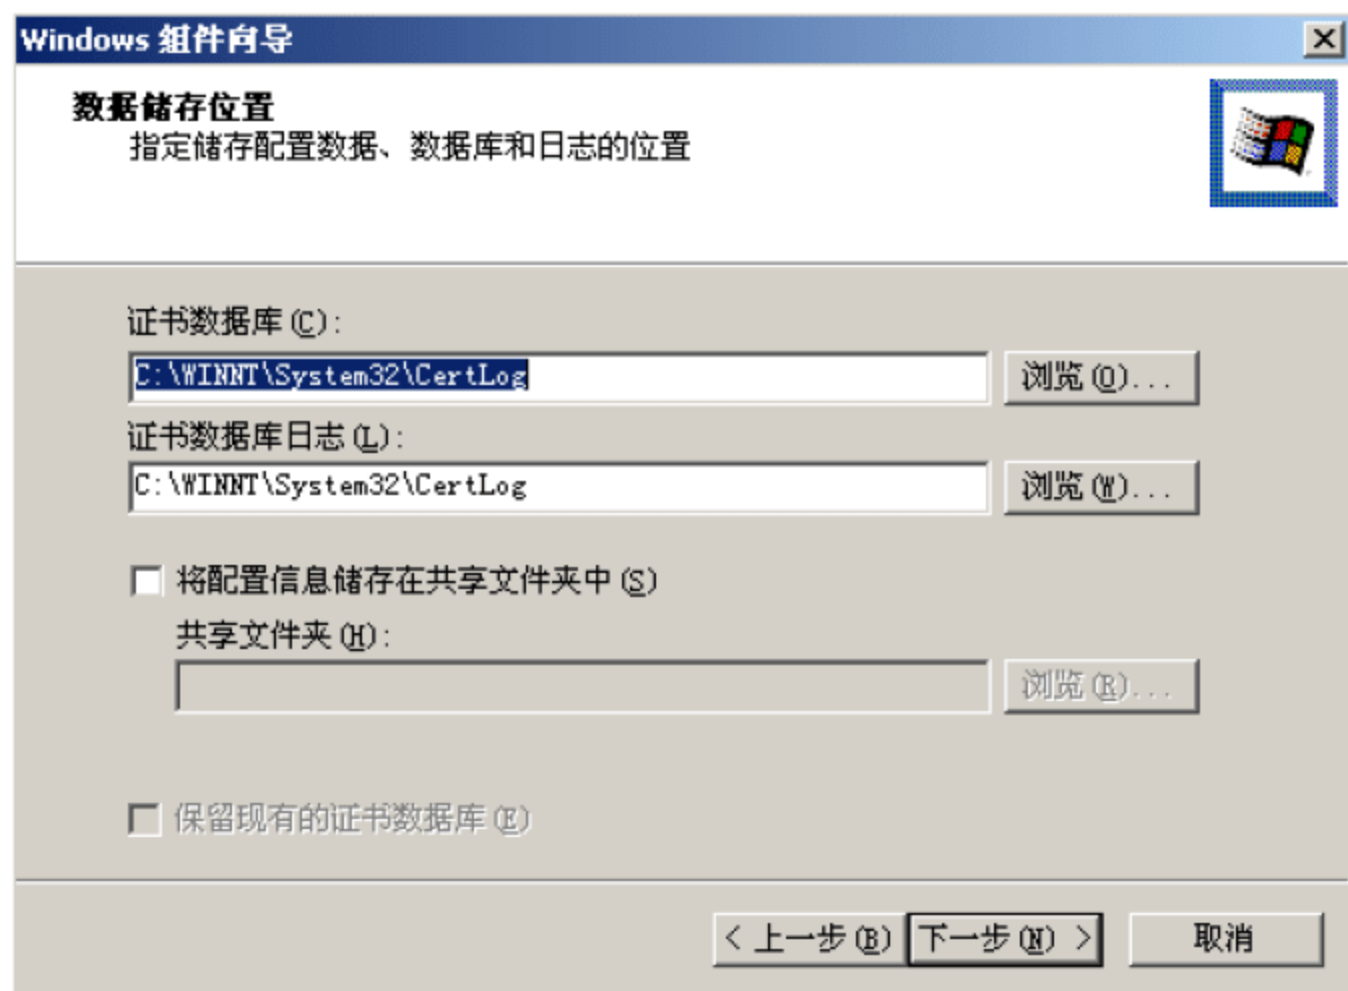 Windows 组件向导
数据储存位置
指定储存配置数据、数据库和日志的位置
证书数据库(C):
C:\WINNT\System32\CertLog
浏览(O)...
证书数据库日志(L):
C:\WINNT\System32\CertLog
浏览(W)...
将配置信息储存在共享文件夹中(S)
共享文件夹(H):
浏览(R)...
保留现有的证书数据库(E)
< 上一步(B) 下一步(N) > 取消